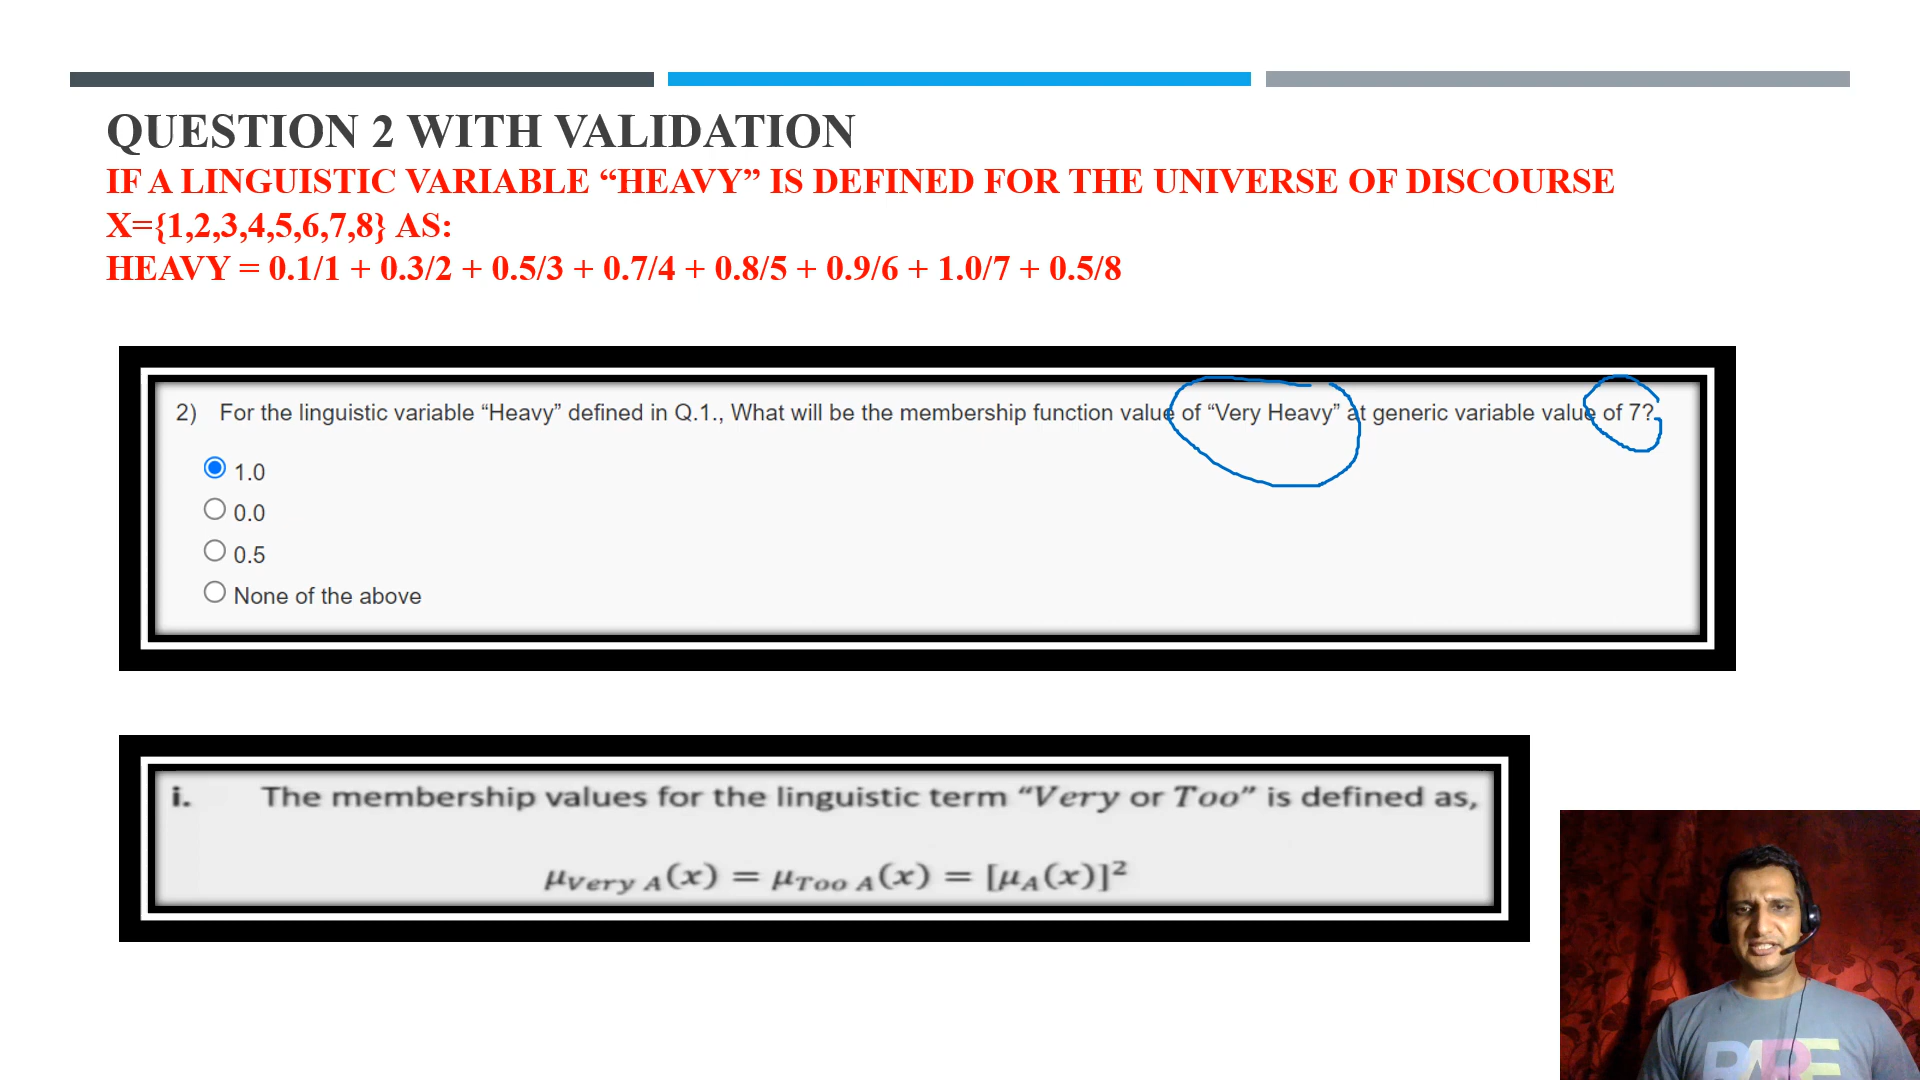 QUESTION 2 WITH VALIDATION
IF A LINGUISTIC VARIABLE “HEAVY” IS DEFINED FOR THE UNIVERSE OF DISCOURSE
X={1,2,3,4,5,6,7,8} AS:
HEAVY = 0.1/1 + 0.3/2 + 0.5/3 + 0.7/4 + 0.8/5 + 0.9/6 + 1.0/7 + 0.5/8
2) For the linguistic variable “Heavy” defined in Q.1., What will be the membership function value of “Very Heavy” at generic variable value of 7?
1.0
0.0
0.5
None of the above
i. The membership values for the linguistic term “Very or Too” is defined as,
μVery A(x) = μToo A(x) = [μA(x)]²